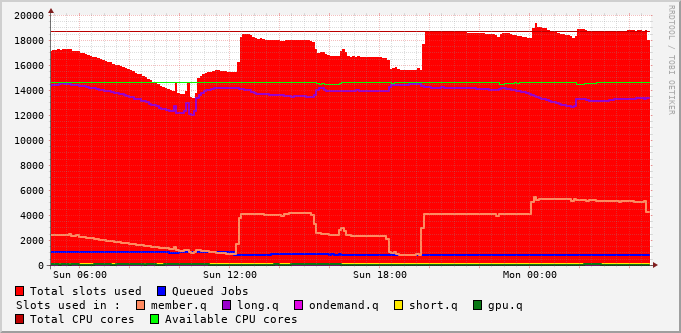 20000
18000
16000
14000
12000
10000
8000
6000
4000
2000
0
Sun 06:00 Sun 12:00 Sun 18:00 Mon 00:00
RRDTOOL / TOBI OETIKER
Total slots used Queued Jobs
Slots used in : member.q long.q ondemand.q short.q gpu.q
Total CPU cores Available CPU cores